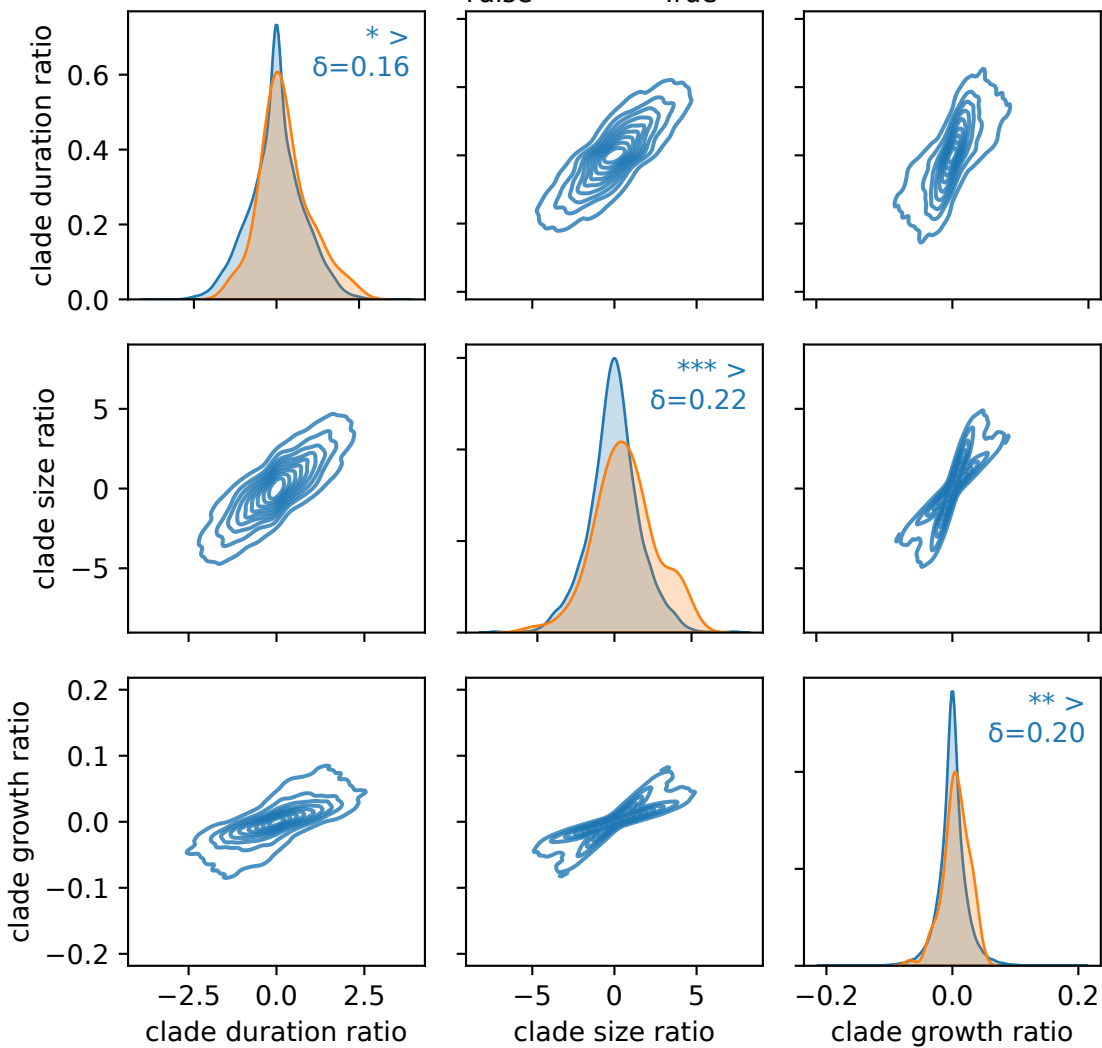 clade duration ratio
0.6
0.4
0.2
0.0
* >
δ=0.16
clade size ratio
5
0
−5
*** >
δ=0.22
clade growth ratio
0.2
0.1
0.0
−0.1
−0.2
** >
δ=0.20
−2.5 0.0 2.5
clade duration ratio
−5 0 5
clade size ratio
−0.2 0.0 0.2
clade growth ratio